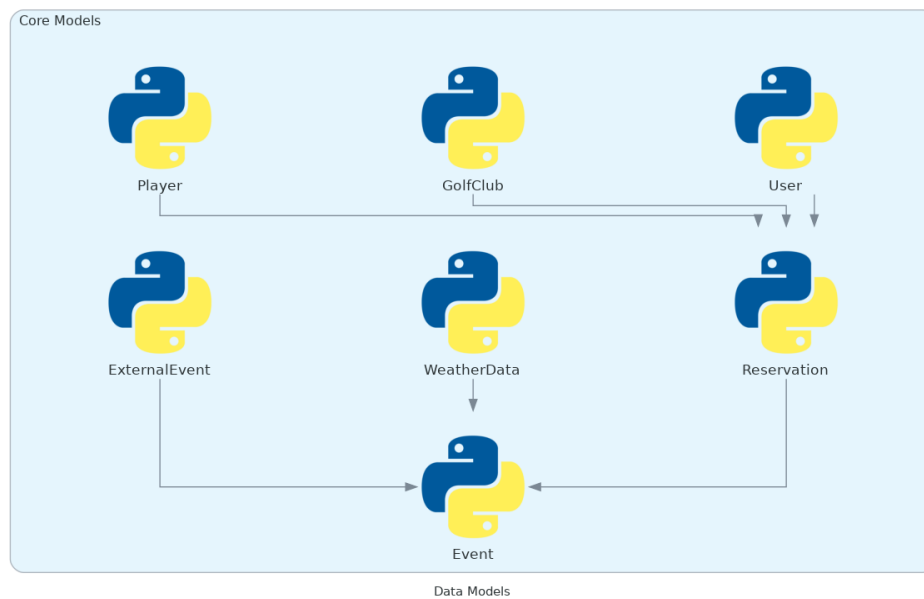 Core Models
Player
GolfClub
User
ExternalEvent
WeatherData
Reservation
Event
Data Models